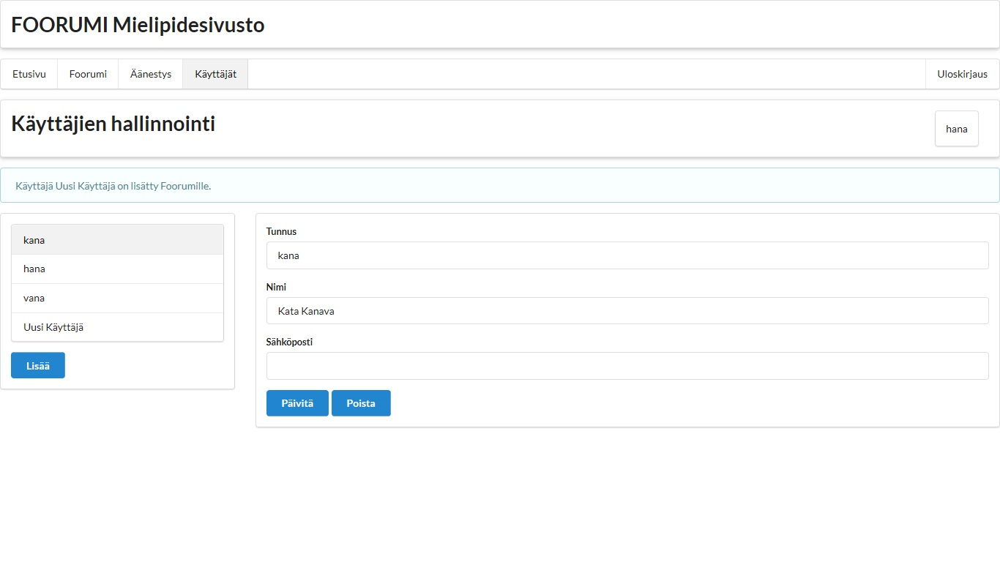 FOORUMI Mielipidesivusto
Etusivu Foorumi Äänestys Käyttäjät Uloskirjaus
Käyttäjien hallinnointi hana
Käyttäjä Uusi Käyttäjä on lisätty Foorumille.
kana
hana
vana
Uusi Käyttäjä
Lisää
Tunnus
kana
Nimi
Kata Kanava
Sähköposti
Päivitä Poista